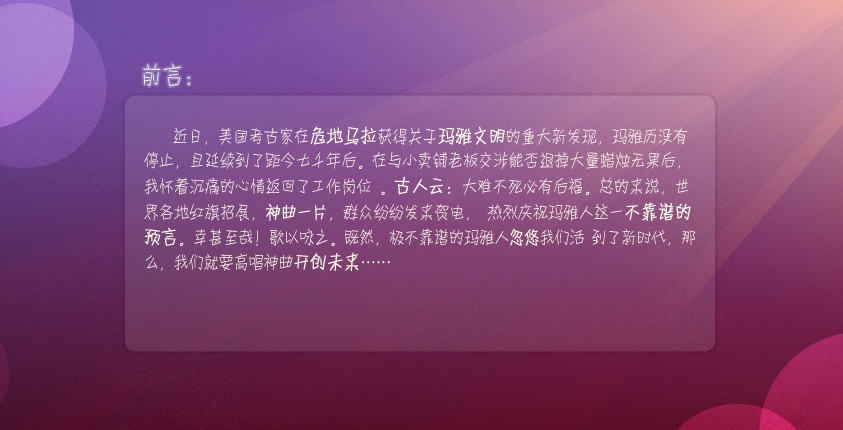 前言：
近日，美国考古家在危地马拉获得关于玛雅文明的重大新发现，玛雅历没有
停止，且延续到了距今七千年后。在与小卖铺老板交涉能否退掉大量蜡烛无果后，
我怀着沉痛的心情返回了工作岗位 。古人云：大难不死必有后福。总的来说，世
界各地红旗招展，神曲一片，群众纷纷发来贺电， 热烈庆祝玛雅人这一不靠谱的
预言。幸甚至哉！歌以咏之。既然，极不靠谱的玛雅人忽悠我们活 到了新时代，那
么，我们就要高唱神曲开创未来……